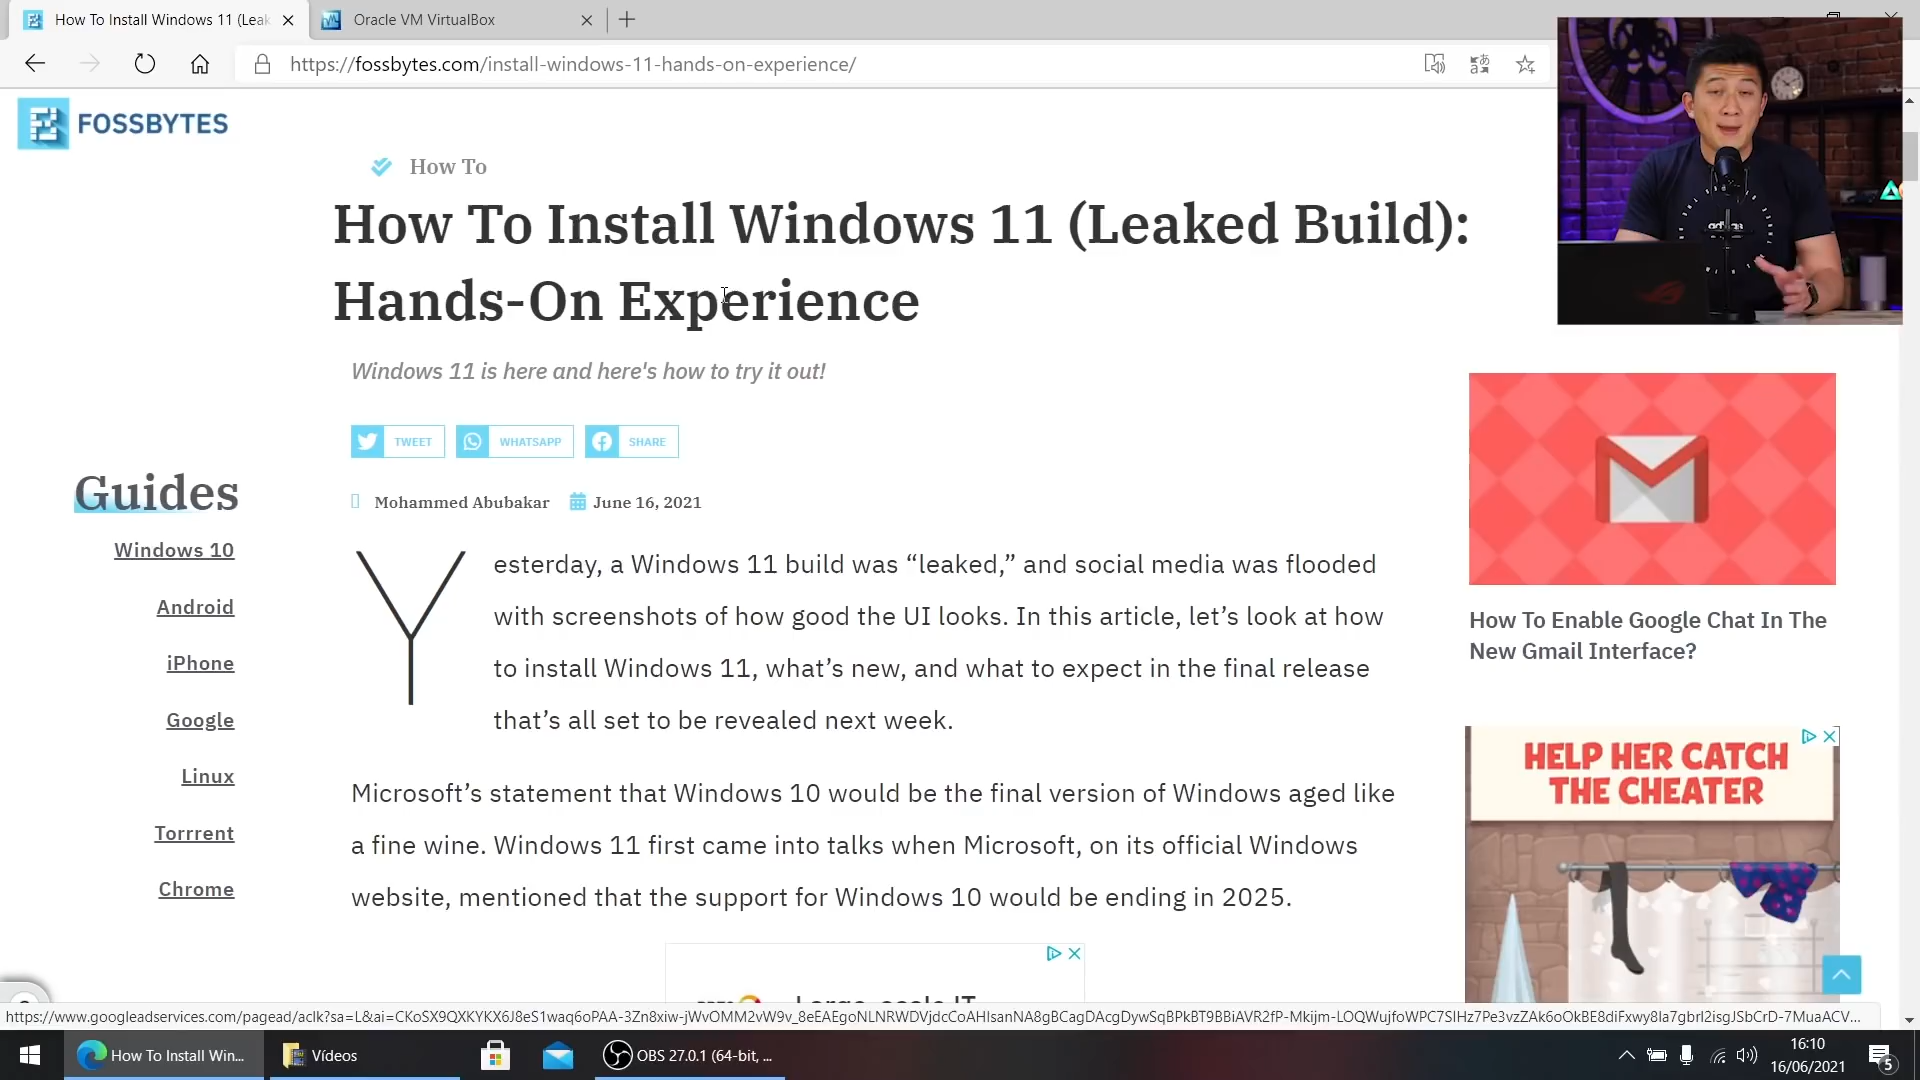 How To Install Windows 11 (Leak
Oracle VM VirtualBox
https://fossbytes.com/install-windows-11-hands-on-experience/
FOSSBYTES
How To
How To Install Windows 11 (Leaked Build):
Hands-On Experience
Windows 11 is here and here's how to try it out!
TWEET
WHATSAPP
SHARE
Mohammed Abubakar
June 16, 2021
Guides
Windows 10
Android
iPhone
Google
Linux
Torrrent
Chrome
Yesterday, a Windows 11 build was “leaked,” and social media was flooded
with screenshots of how good the UI looks. In this article, let’s look at how
to install Windows 11, what’s new, and what to expect in the final release
that’s all set to be revealed next week.
Microsoft’s statement that Windows 10 would be the final version of Windows aged like
a fine wine. Windows 11 first came into talks when Microsoft, on its official Windows
website, mentioned that the support for Windows 10 would be ending in 2025.
adidas
How To Enable Google Chat In The
New Gmail Interface?
HELP HER CATCH
THE CHEATER
How To Install Win...
Vídeos
OBS 27.0.1 (64-bit, ...
16:10
16/06/2021
5